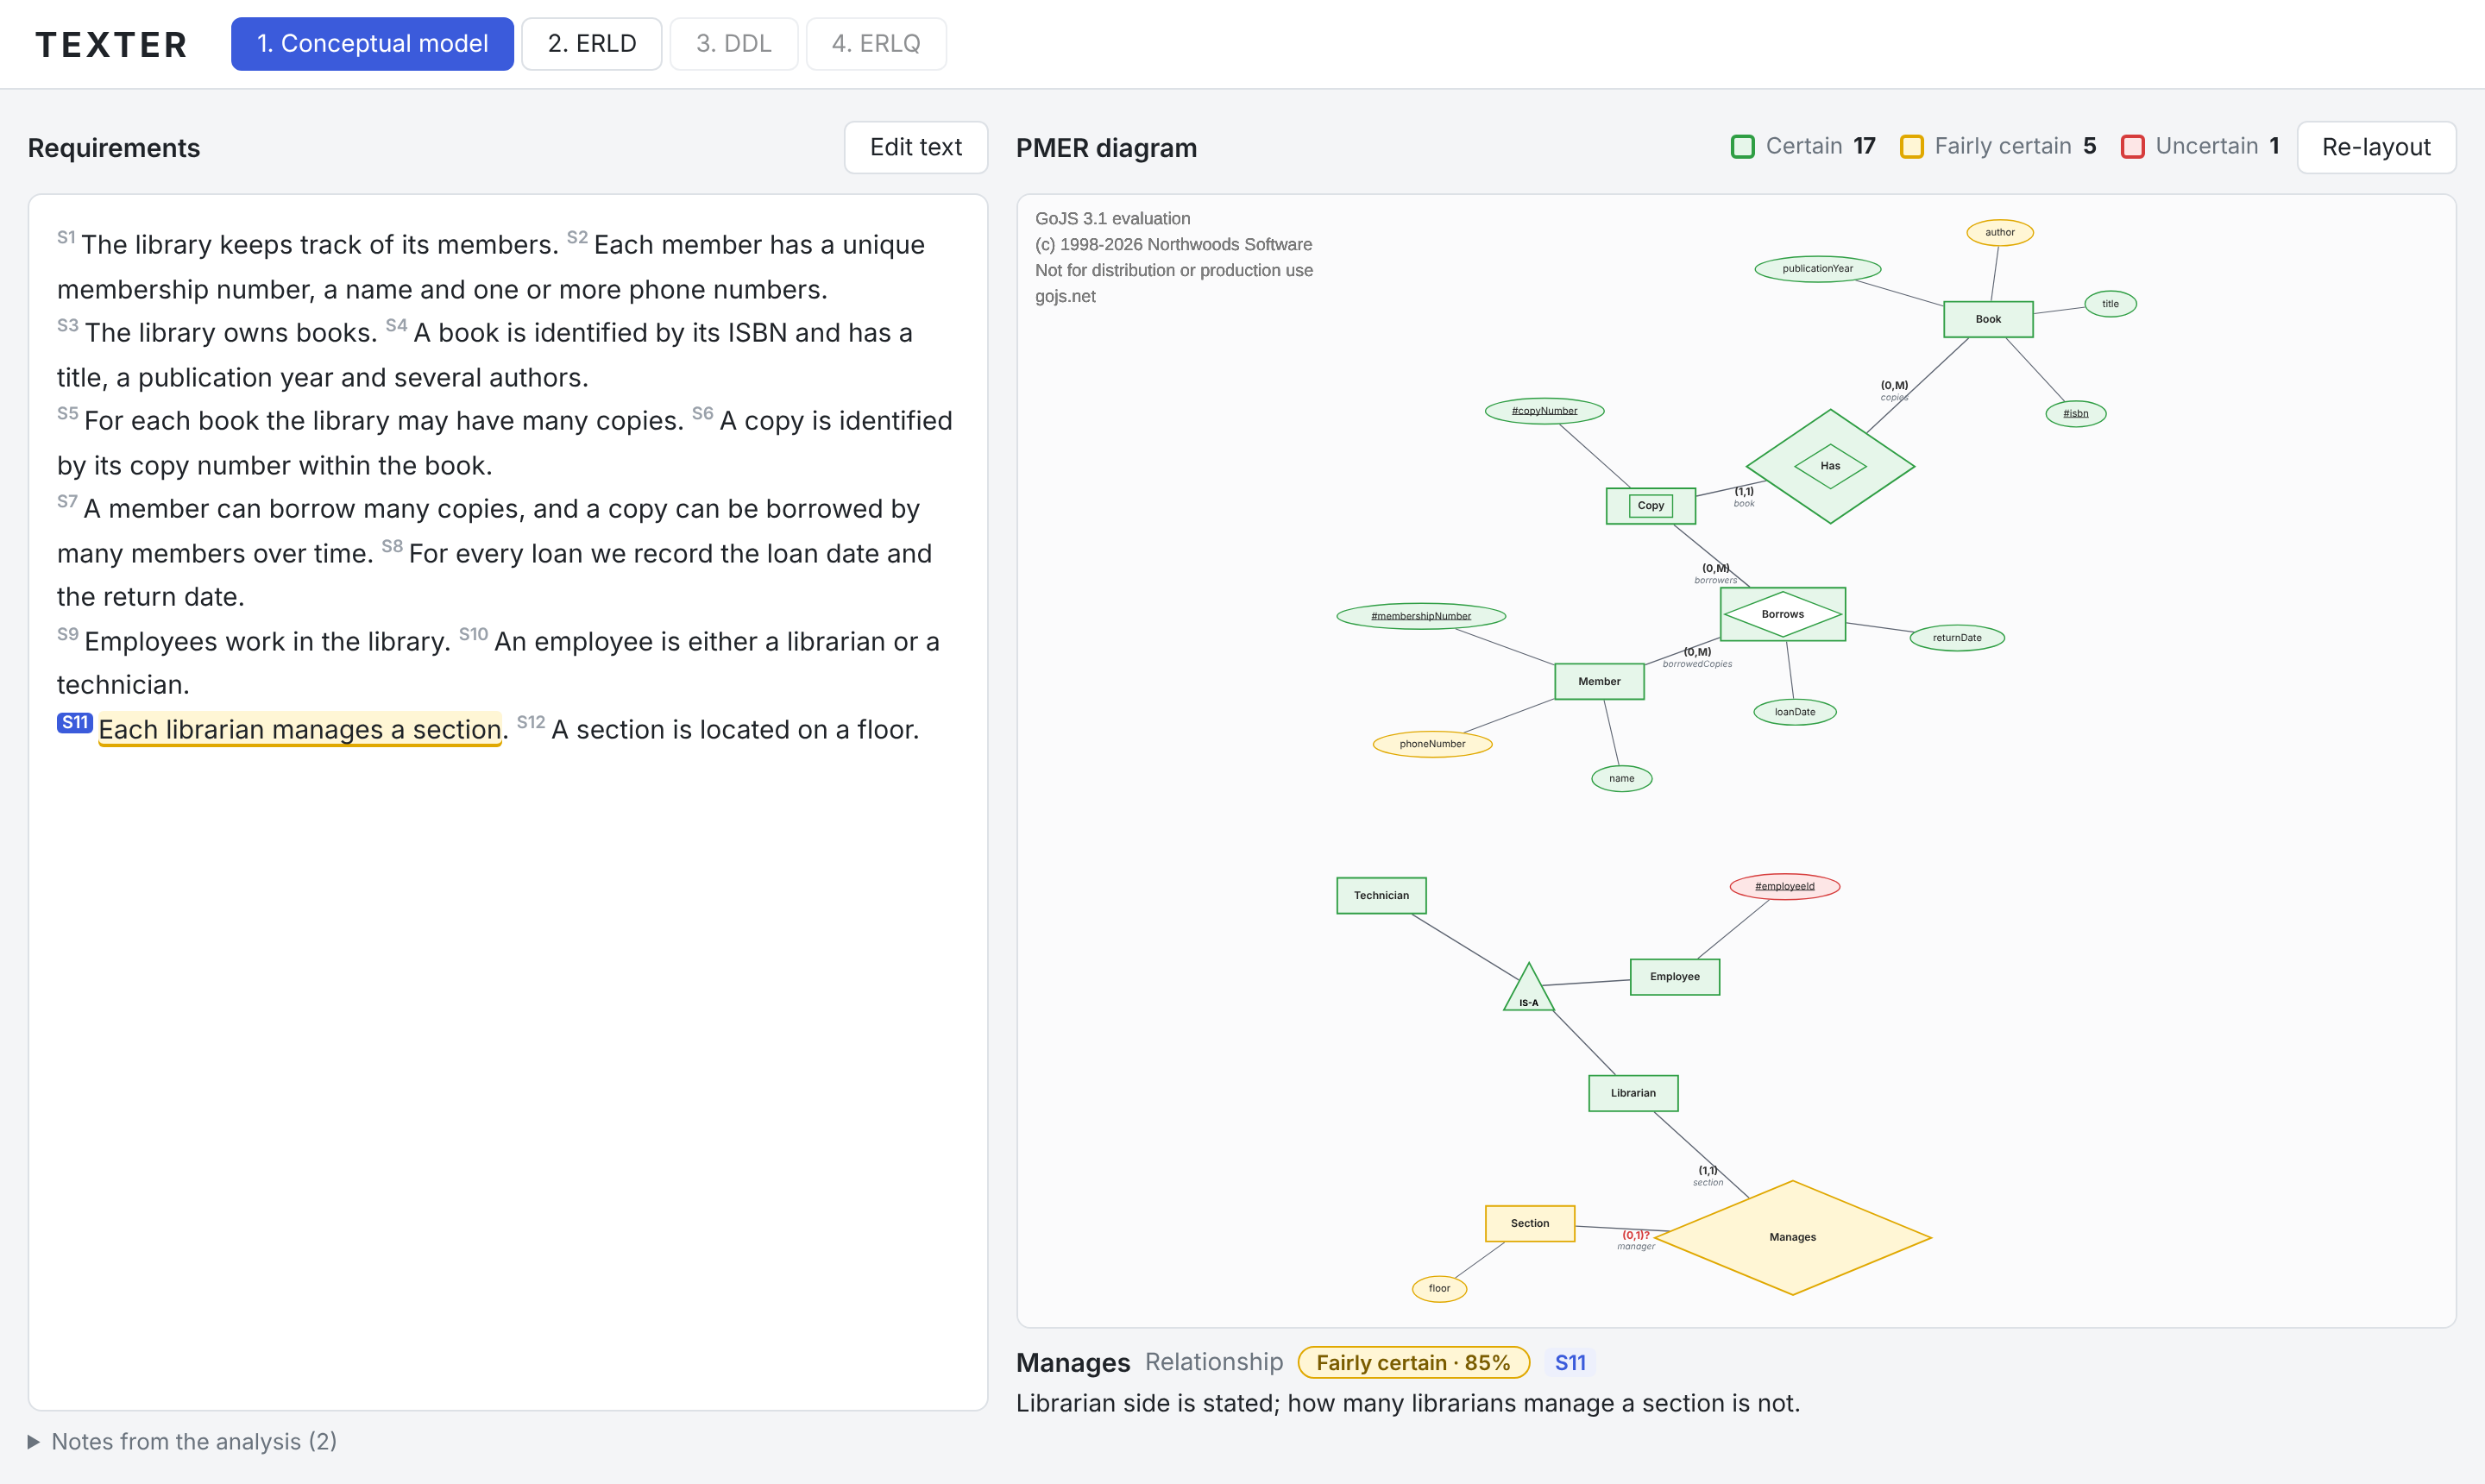 TEXTER
1. Conceptual model
2. ERLD
3. DDL
4. ERLQ
Requirements
Edit text
S1 The library keeps track of its members. S2 Each member has a unique
membership number, a name and one or more phone numbers.
S3 The library owns books. S4 A book is identified by its ISBN and has a
title, a publication year and several authors.
S5 For each book the library may have many copies. S6 A copy is identified
by its copy number within the book.
S7 A member can borrow many copies, and a copy can be borrowed by
many members over time. S8 For every loan we record the loan date and
the return date.
S9 Employees work in the library. S10 An employee is either a librarian or a
technician.
S11 Each librarian manages a section. S12 A section is located on a floor.
▶ Notes from the analysis (2)
PMER diagram
Certain 17
Fairly certain 5
Uncertain 1
Re-layout
GoJS 3.1 evaluation
(c) 1998-2026 Northwoods Software
Not for distribution or production use
gojs.net
author
publicationYear
title
Book
(0,M)
copies
#copyNumber
#isbn
Has
(1,1)
book
Copy
(0,M)
borrowers
#membershipNumber
Borrows
returnDate
(0,M)
borrowedCopies
Member
loanDate
phoneNumber
name
Technician
#employeeId
Employee
IS-A
Librarian
(1,1)
section
Section
(0,1)?
manager
Manages
floor
Manages Relationship Fairly certain · 85% S11
Librarian side is stated; how many librarians manage a section is not.